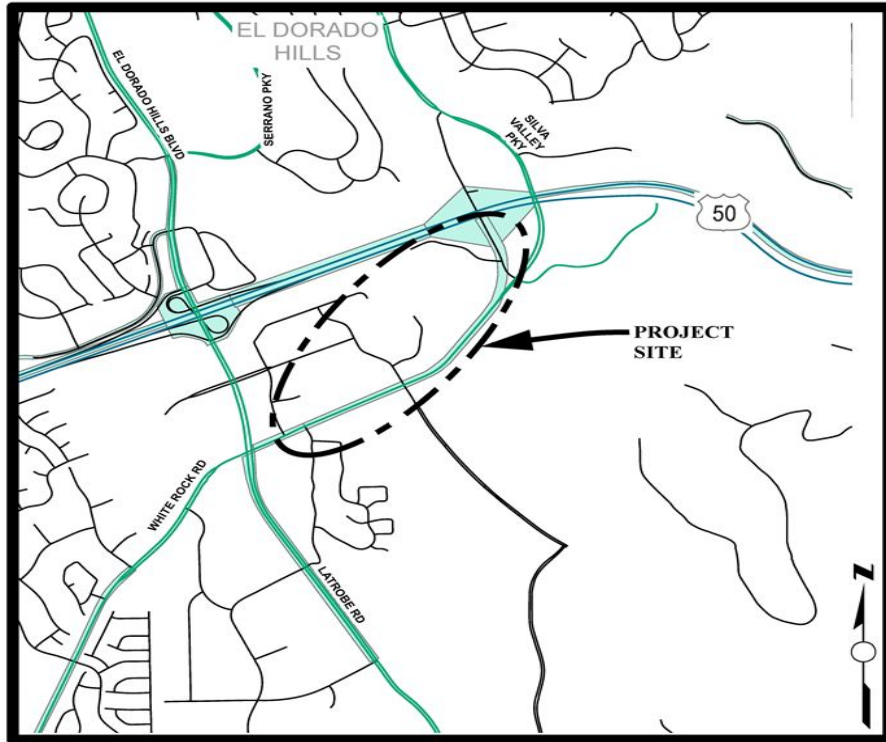 EL DORADO
HILLS
EL DORADO HILLS BLVD
SERRANO PKY
SILVA
VALLEY
PKY
50
PROJECT
SITE
WHITE ROCK RD
LATROBE RD
N